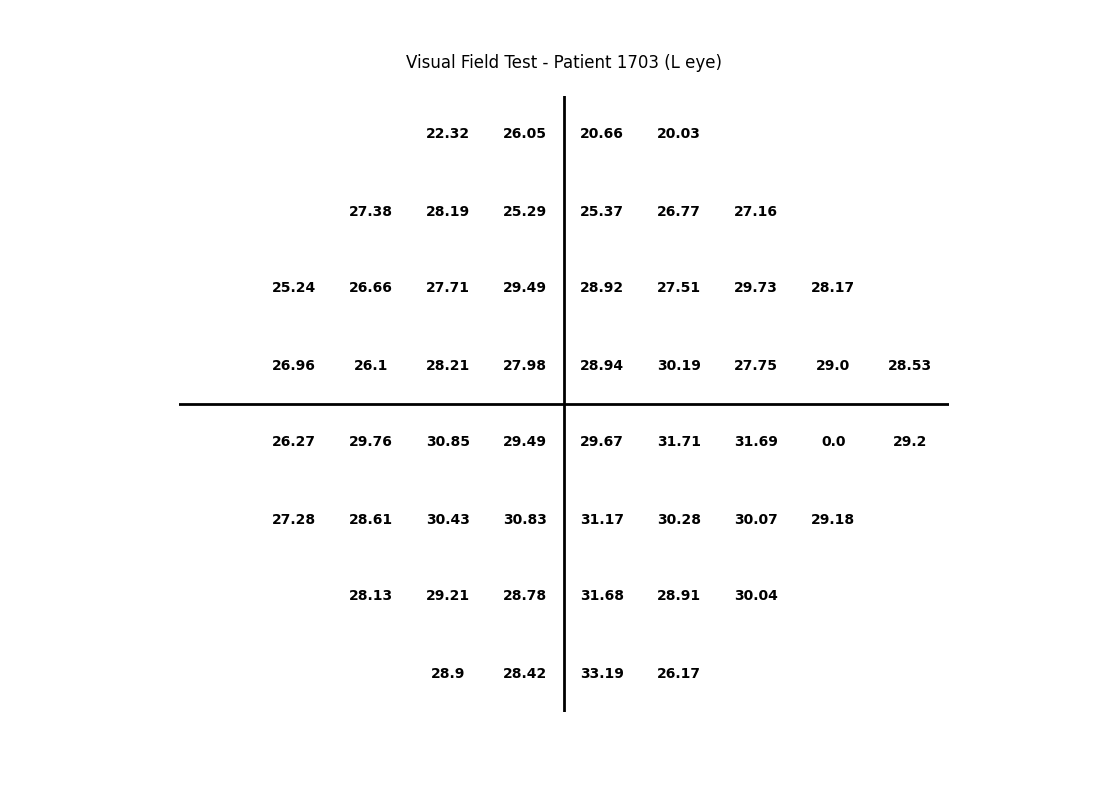 Visual Field Test - Patient 1703 (L eye)
22.32 26.05 20.66 20.03
27.38 28.19 25.29 25.37 26.77 27.16
25.24 26.66 27.71 29.49 28.92 27.51 29.73 28.17
26.96 26.1 28.21 27.98 28.94 30.19 27.75 29.0 28.53
26.27 29.76 30.85 29.49 29.67 31.71 31.69 0.0 29.2
27.28 28.61 30.43 30.83 31.17 30.28 30.07 29.18
28.13 29.21 28.78 31.68 28.91 30.04
28.9 28.42 33.19 26.17